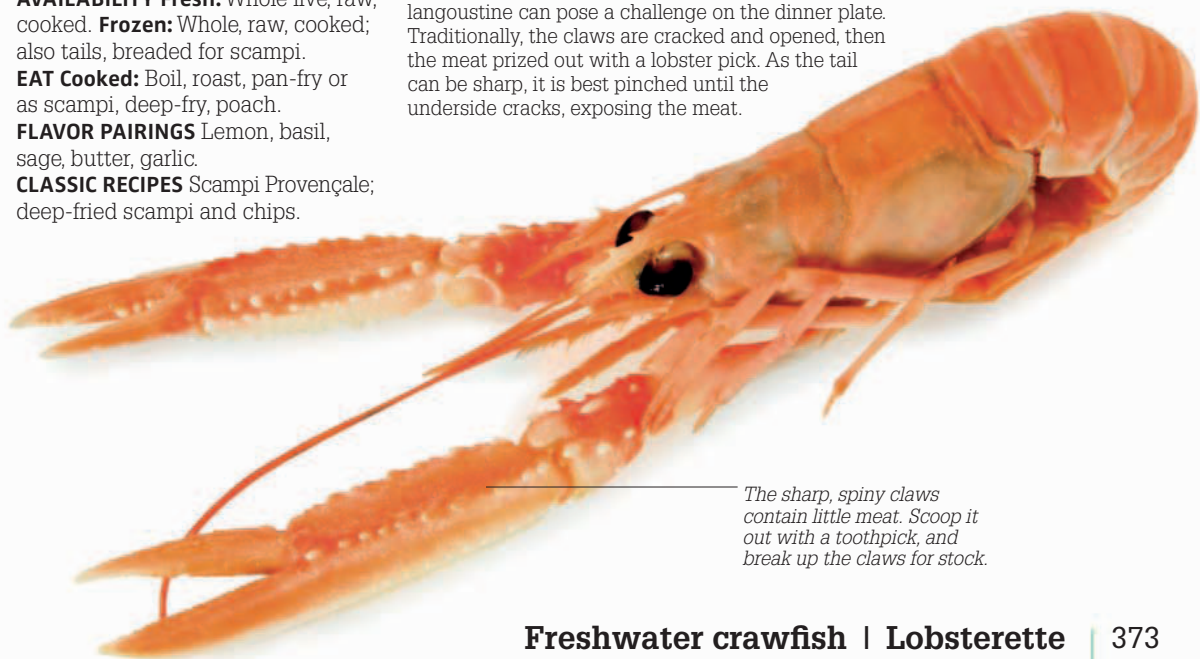 AVAILABILITY Fresh: Whole live, raw,
cooked. Frozen: Whole, raw, cooked;
also tails, breaded for scampi.
EAT Cooked: Boil, roast, pan-fry or
as scampi, deep-fry, poach.
FLAVOR PAIRINGS Lemon, basil,
sage, butter, garlic.
CLASSIC RECIPES Scampi Provençale;
deep-fried scampi and chips.
langoustine can pose a challenge on the dinner plate.
Traditionally, the claws are cracked and opened, then
the meat prized out with a lobster pick. As the tail
can be sharp, it is best pinched until the
underside cracks, exposing the meat.
The sharp, spiny claws
contain little meat. Scoop it
out with a toothpick, and
break up the claws for stock.
Freshwater crawfish | Lobsterette | 373